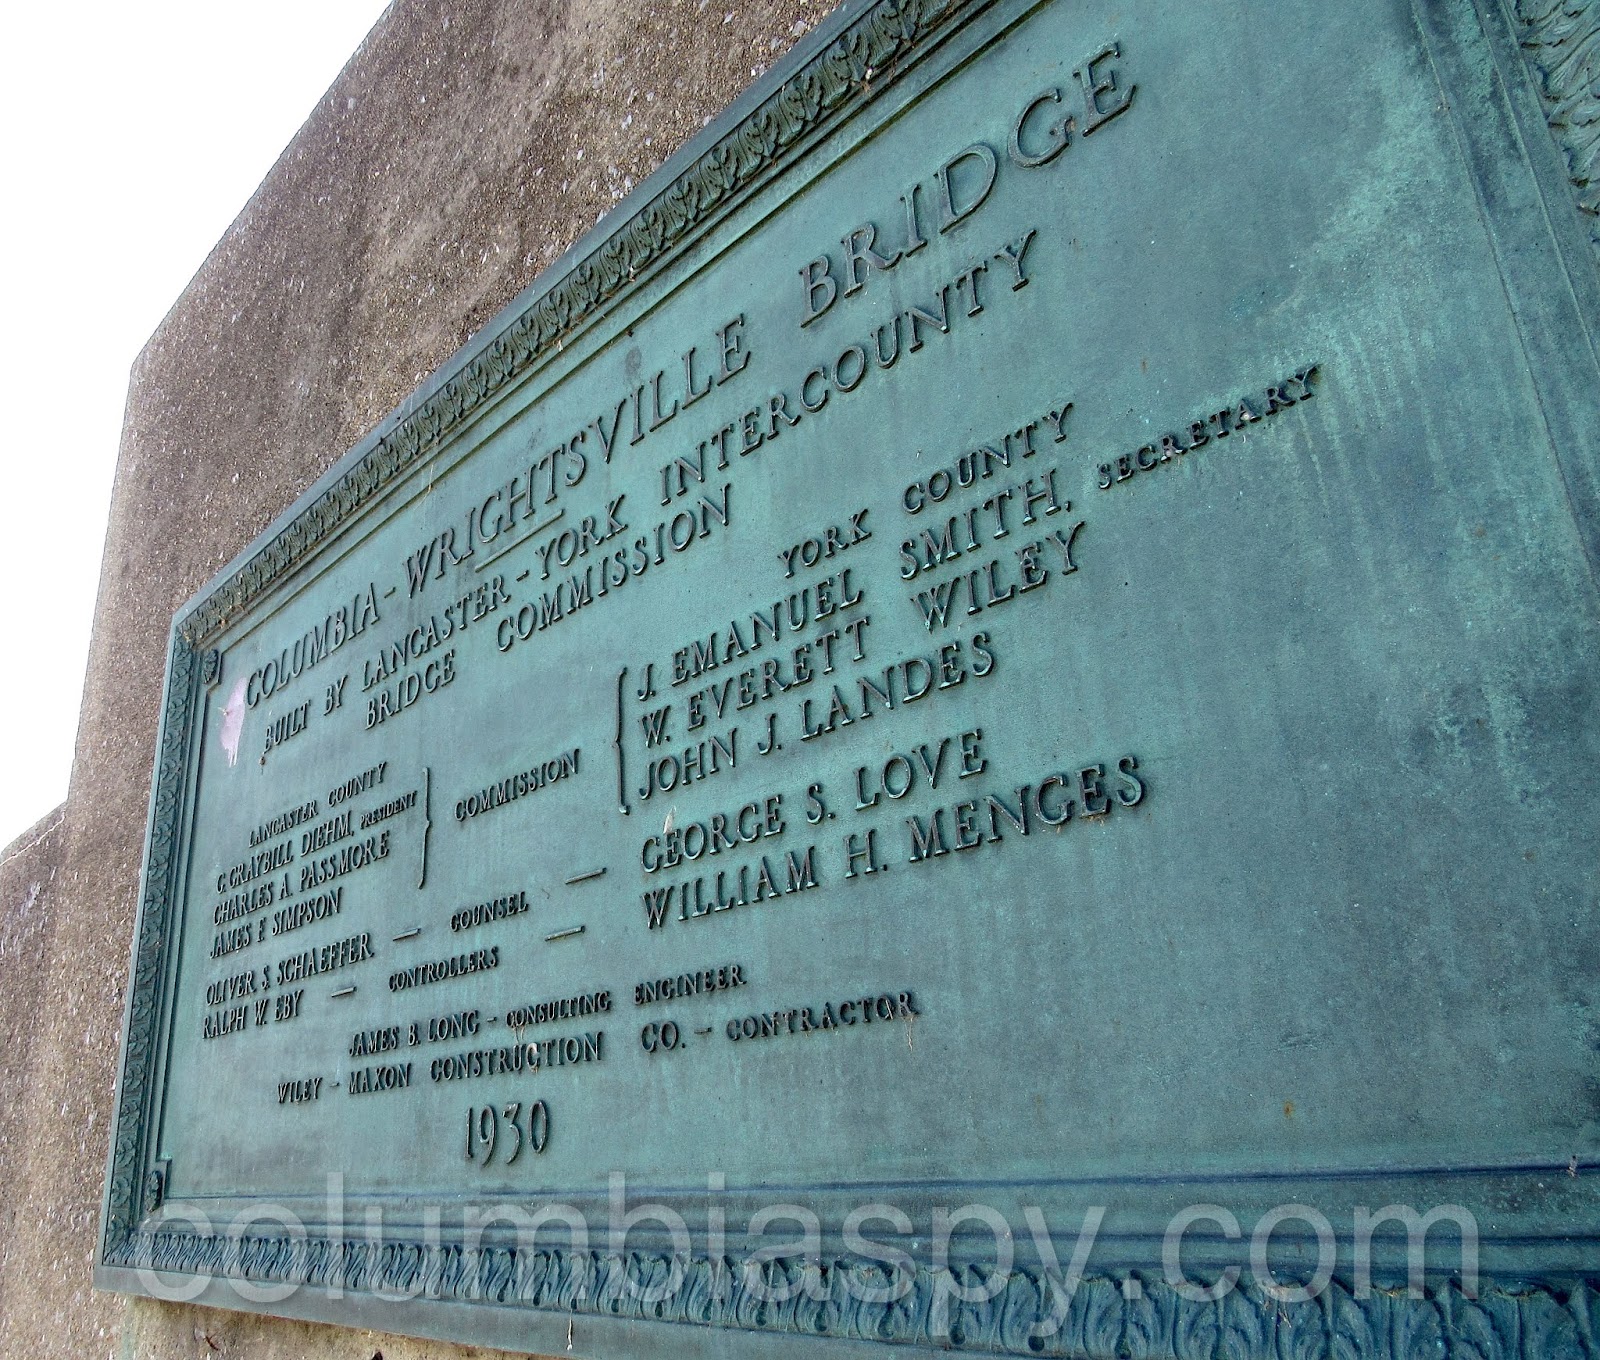 COLUMBIA-WRIGHTSVILLE BRIDGE
BUILT BY LANCASTER-YORK INTERCOUNTY
BRIDGE COMMISSION
LANCASTER COUNTY
C. GRAYBILL DIEHM, PRESIDENT
CHARLES A. PASSMORE
JAMES F. SIMPSON
COMMISSION
YORK COUNTY
J. EMANUEL SMITH, SECRETARY
W. EVERETT WILEY
JOHN J. LANDES
OLIVER S. SCHAEFFER — COUNSEL — GEORGE S. LOVE
RALPH W. EBY — CONTROLLERS — WILLIAM H. MENGES
JAMES B. LONG - CONSULTING ENGINEER
WILEY - MAXON CONSTRUCTION CO. - CONTRACTOR
1930
columbiaspy.com